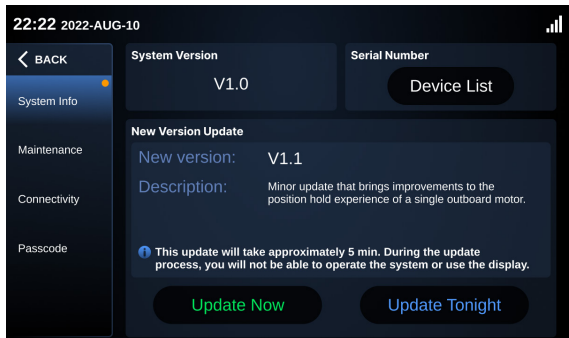 22:22 2022-AUG-10
BACK
System Info
Maintenance
Connectivity
Passcode
System Version
V1.0
Serial Number
Device List
New Version Update
New version: V1.1
Description: Minor update that brings improvements to the
position hold experience of a single outboard motor.
This update will take approximately 5 min. During the update
process, you will not be able to operate the system or use the display.
Update Now
Update Tonight